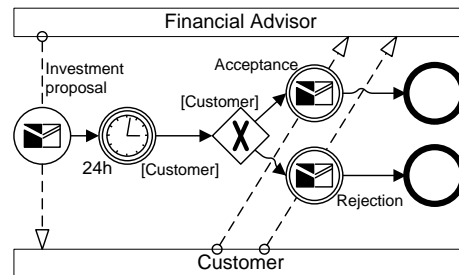 Financial Advisor
Investment
proposal
Acceptance
[Customer]
24h
[Customer]
Rejection
Customer